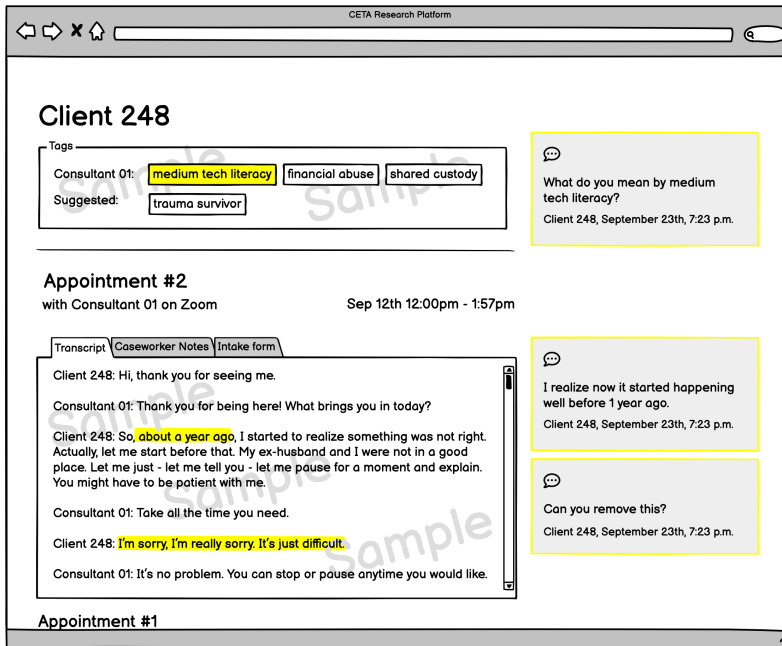 CETA Research Platform
Client 248
Tags
Consultant 01: medium tech literacy financial abuse shared custody
Suggested: trauma survivor
What do you mean by medium
tech literacy?
Client 248, September 23th, 7:23 p.m.
Appointment #2
with Consultant 01 on Zoom Sep 12th 12:00pm - 1:57pm
Transcript Caseworker Notes Intake form
Client 248: Hi, thank you for seeing me.
Consultant 01: Thank you for being here! What brings you in today?
Client 248: So, about a year ago, I started to realize something was not right.
Actually, let me start before that. My ex-husband and I were not in a good
place. Let me just - let me tell you - let me pause for a moment and explain.
You might have to be patient with me.
Consultant 01: Take all the time you need.
Client 248: I'm sorry, I'm really sorry. It's just difficult.
Consultant 01: It's no problem. You can stop or pause anytime you would like.
I realize now it started happening
well before 1 year ago.
Client 248, September 23th, 7:23 p.m.
Can you remove this?
Client 248, September 23th, 7:23 p.m.
Appointment #1
Sample
Sample
Sample
Sample
Sample